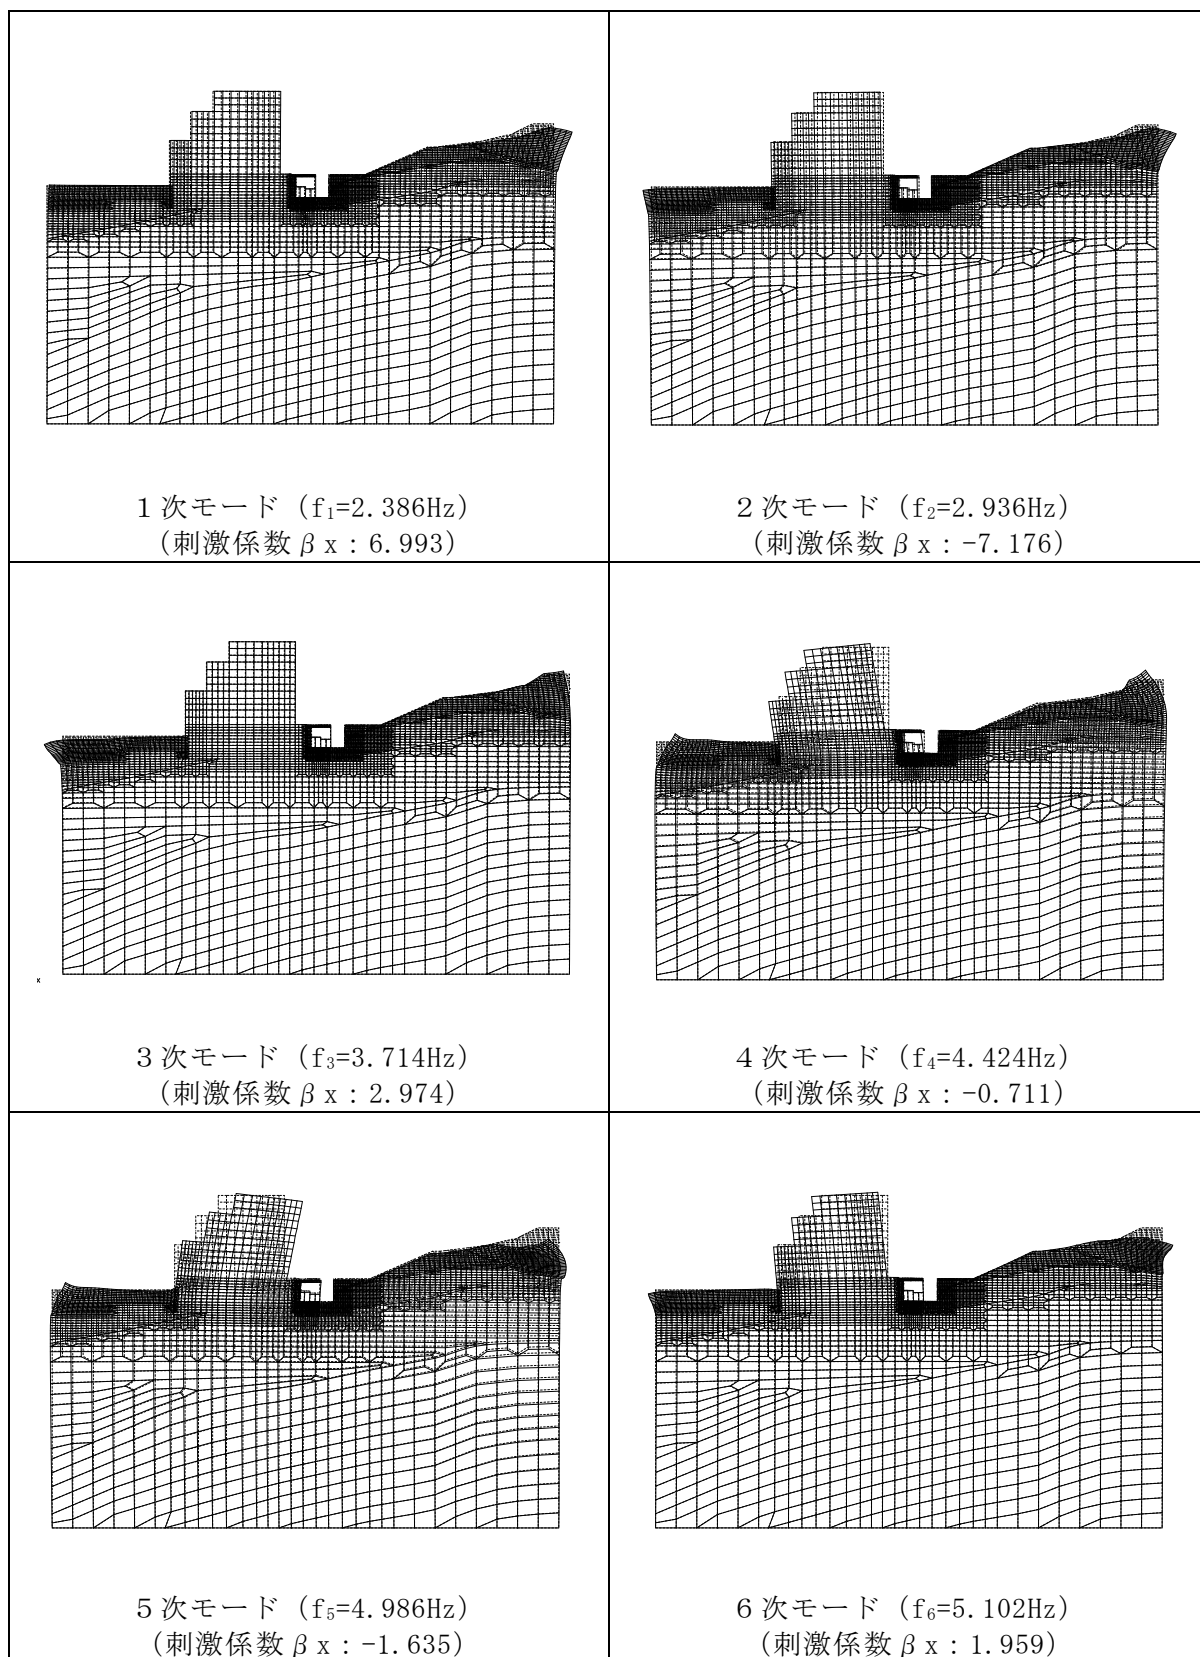 1次モード（f₁=2.386Hz）
（刺激係数βx：6.993）
2次モード（f₂=2.936Hz）
（刺激係数βx：-7.176）
3次モード（f₃=3.714Hz）
（刺激係数βx：2.974）
4次モード（f₄=4.424Hz）
（刺激係数βx：-0.711）
5次モード（f₅=4.986Hz）
（刺激係数βx：-1.635）
6次モード（f₆=5.102Hz）
（刺激係数βx：1.959）